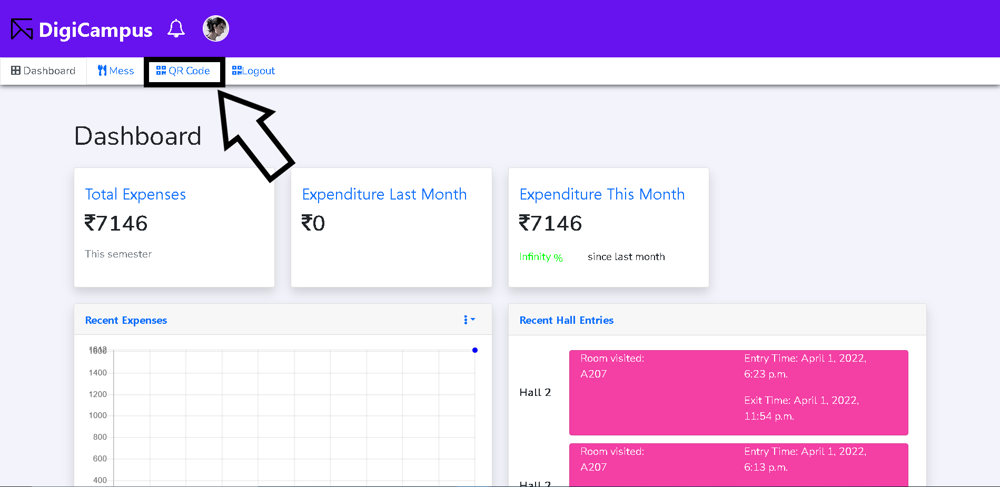 DigiCampus
Dashboard
Mess
QR Code
Logout
Dashboard
Total Expenses
₹7146
This semester
Expenditure Last Month
₹0
Expenditure This Month
₹7146
Infinity %
since last month
Recent Expenses
1612
1600
1400
1200
1000
800
600
400
Recent Hall Entries
Hall 2
Room visited:
A207
Entry Time: April 1, 2022,
6:23 p.m.
Exit Time: April 1, 2022,
11:54 p.m.
Hall 2
Room visited:
A207
Entry Time: April 1, 2022,
6:13 p.m.